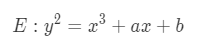 E : y² = x³ + ax + b